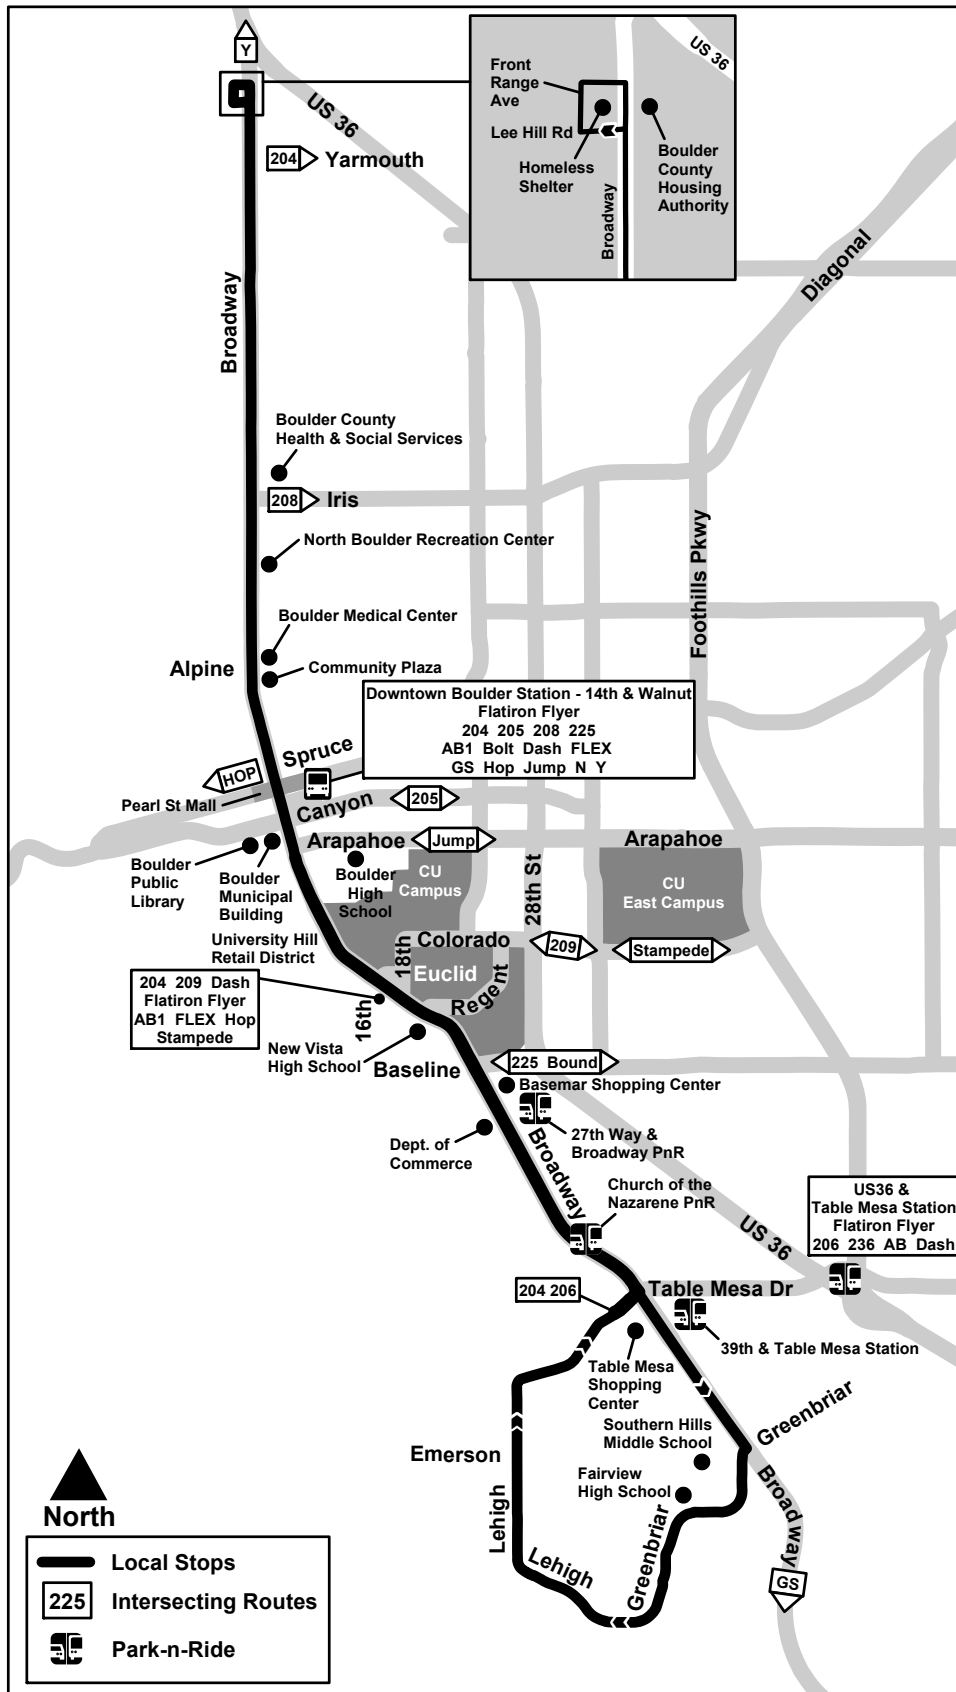 Y
US 36
204
Yarmouth
Broadway
US 36
Front
Range
Ave
Lee Hill Rd
Homeless
Shelter
Broadway
Boulder
County
Housing
Authority
Diagonal
Boulder County
Health & Social Services
208
Iris
North Boulder Recreation Center
Foothills Pkwy
Boulder Medical Center
Alpine
Community Plaza
Downtown Boulder Station - 14th & Walnut
Flatiron Flyer
204 205 208 225
AB1 Bolt Dash FLEX
GS Hop Jump N Y
Spruce
HOP
Pearl St Mall
Canyon
205
Arapahoe
Jump
Arapahoe
Boulder
Public
Library
Boulder
Municipal
Building
Boulder
High
School
CU
Campus
28th St
CU
East Campus
University Hill
Retail District
18th
Colorado
209
Stampede
Euclid
Regent
204 209 Dash
Flatiron Flyer
AB1 FLEX Hop
Stampede
16th
New Vista
High School
Baseline
225 Bound
Basemar Shopping Center
27th Way &
Broadway PnR
Dept. of
Commerce
Broadway
Church of the
Nazarene PnR
US 36
US36 &
Table Mesa Station
Flatiron Flyer
206 236 AB Dash
204 206
Table Mesa Dr
39th & Table Mesa Station
Table Mesa
Shopping
Center
Greenbriar
Southern Hills
Middle School
Emerson
Fairview
High School
Broadway
Lehigh
Lehigh
Greenbriar
GS
North
Local Stops
225
Intersecting Routes
Park-n-Ride